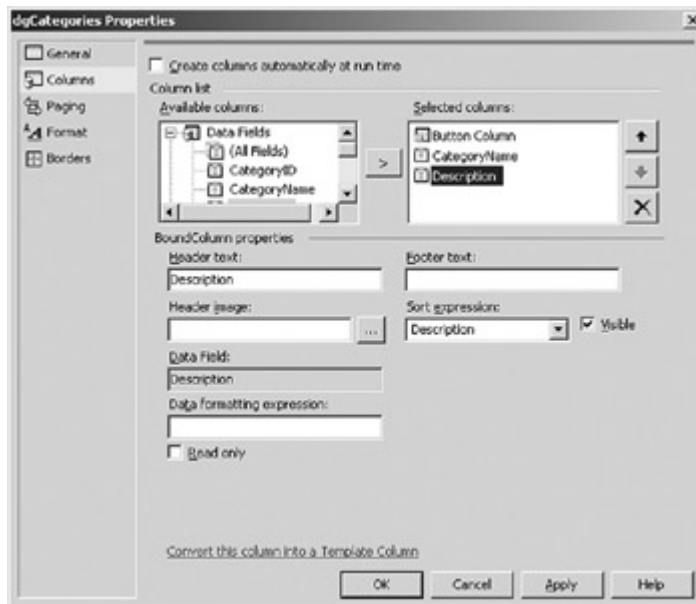 dgCategories Properties
General
Columns
Paging
Format
Borders
Create columns automatically at run time
Column list
Available columns:
Data Fields
(All Fields)
CategoryID
CategoryName
>
Selected columns:
Button Column
CategoryName
Description
BoundColumn properties
Header text:
Description
Footer text:
Header image:
...
Sort expression:
Description
Visible
Data Field:
Description
Data formatting expression:
Read only
Convert this column into a Template Column
OK
Cancel
Apply
Help